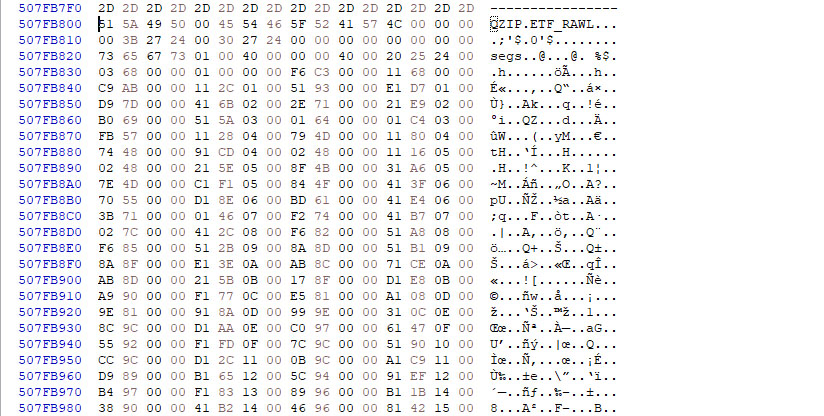 507FB7F0 2D 2D 2D 2D 2D 2D 2D 2D 2D 2D 2D 2D 2D 2D 2D 2D ----------------
507FB800 51 5A 49 50 00 45 54 46 5F 52 41 57 4C 00 00 00 QZIP.ETF_RAWL...
507FB810 00 3B 27 24 00 30 27 24 00 00 00 00 00 00 00 00 .;'$.0'$........
507FB820 73 65 67 73 01 00 40 00 00 00 40 00 20 25 24 00 segs..@...@. %$.
507FB830 03 68 00 00 01 00 00 00 F6 C3 00 00 11 68 00 00 .h......öÃ...h..
507FB840 C9 AB 00 00 11 2C 01 00 51 93 00 00 E1 D7 01 00 É«...,..Q“..á×..
507FB850 D9 7D 00 00 41 6B 02 00 2E 71 00 00 21 E9 02 00 Ù}..Ak...q..!é..
507FB860 B0 69 00 00 51 5A 03 00 01 64 00 00 01 C4 03 00 °i..QZ...d...Ä..
507FB870 FB 57 00 00 11 28 04 00 79 4D 00 00 11 80 04 00 ûW...(..yM...€..
507FB880 74 48 00 00 91 CD 04 00 02 48 00 00 11 16 05 00 tH..‘Í...H......
507FB890 02 48 00 00 21 5E 05 00 8F 4B 00 00 31 A6 05 00 .H..!^...K..1¦..
507FB8A0 7E 4D 00 00 C1 F1 05 00 84 4F 00 00 41 3F 06 00 ~M..Áñ..„O..A?..
507FB8B0 70 55 00 00 D1 8E 06 00 BD 61 00 00 41 E4 06 00 pU..ÑŽ..½a..Aä..
507FB8C0 3B 71 00 00 01 46 07 00 F2 74 00 00 41 B7 07 00 ;q...F..òt..A·..
507FB8D0 02 7C 00 00 41 2C 08 00 F6 82 00 00 51 A8 08 00 .|..A,..ö‚..Q¨..
507FB8E0 F6 85 00 00 51 2B 09 00 8A 8D 00 00 51 B1 09 00 ö…..Q+..Š...Q±..
507FB8F0 8A 8F 00 00 E1 3E 0A 00 AB 8C 00 00 71 CE 0A 00 Š...á>..«Œ..qÎ..
507FB900 AB 8D 00 00 21 5B 0B 00 17 8F 00 00 D1 E8 0B 00 «...![......Ñè..
507FB910 A9 90 00 00 F1 77 0C 00 E5 81 00 00 A1 08 0D 00 ©...ñw..å...¡...
507FB920 9E 81 00 00 91 8A 0D 00 99 9E 00 00 31 0C 0E 00 ž...‘Š..™ž..1...
507FB930 8C 9C 00 00 D1 AA 0E 00 C0 97 00 00 61 47 0F 00 Œœ..Ñª..À—..aG..
507FB940 55 92 00 00 F1 FD 0F 00 7C 9C 00 00 51 90 10 00 U’..ñý..|œ..Q...
507FB950 CC 9C 00 00 D1 2C 11 00 0B 9C 00 00 A1 C9 11 00 Ìœ..Ñ,...œ..¡É..
507FB960 D9 89 00 00 B1 65 12 00 5C 94 00 00 91 EF 12 00 Ù‰..±e..\”..‘ï..
507FB970 B4 97 00 00 F1 83 13 00 89 96 00 00 B1 1B 14 00 ´—..ñƒ..‰–..±...
507FB980 38 90 00 00 41 B2 14 00 46 96 00 00 81 42 15 00 8...A²..F–...B..